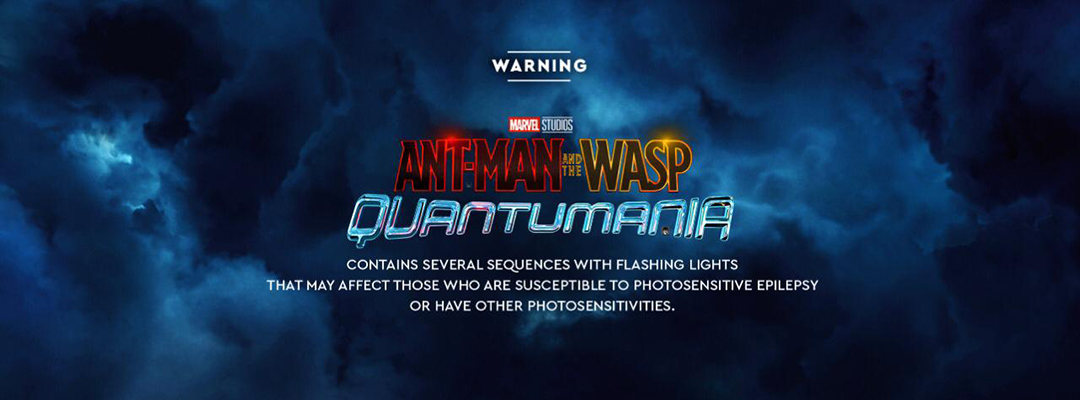 WARNING
MARVEL STUDIOS
ANT-MAN AND THE WASP
QUANTUMANIA
CONTAINS SEVERAL SEQUENCES WITH FLASHING LIGHTS
THAT MAY AFFECT THOSE WHO ARE SUSCEPTIBLE TO PHOTOSENSITIVE EPILEPSY
OR HAVE OTHER PHOTOSENSITIVITIES.